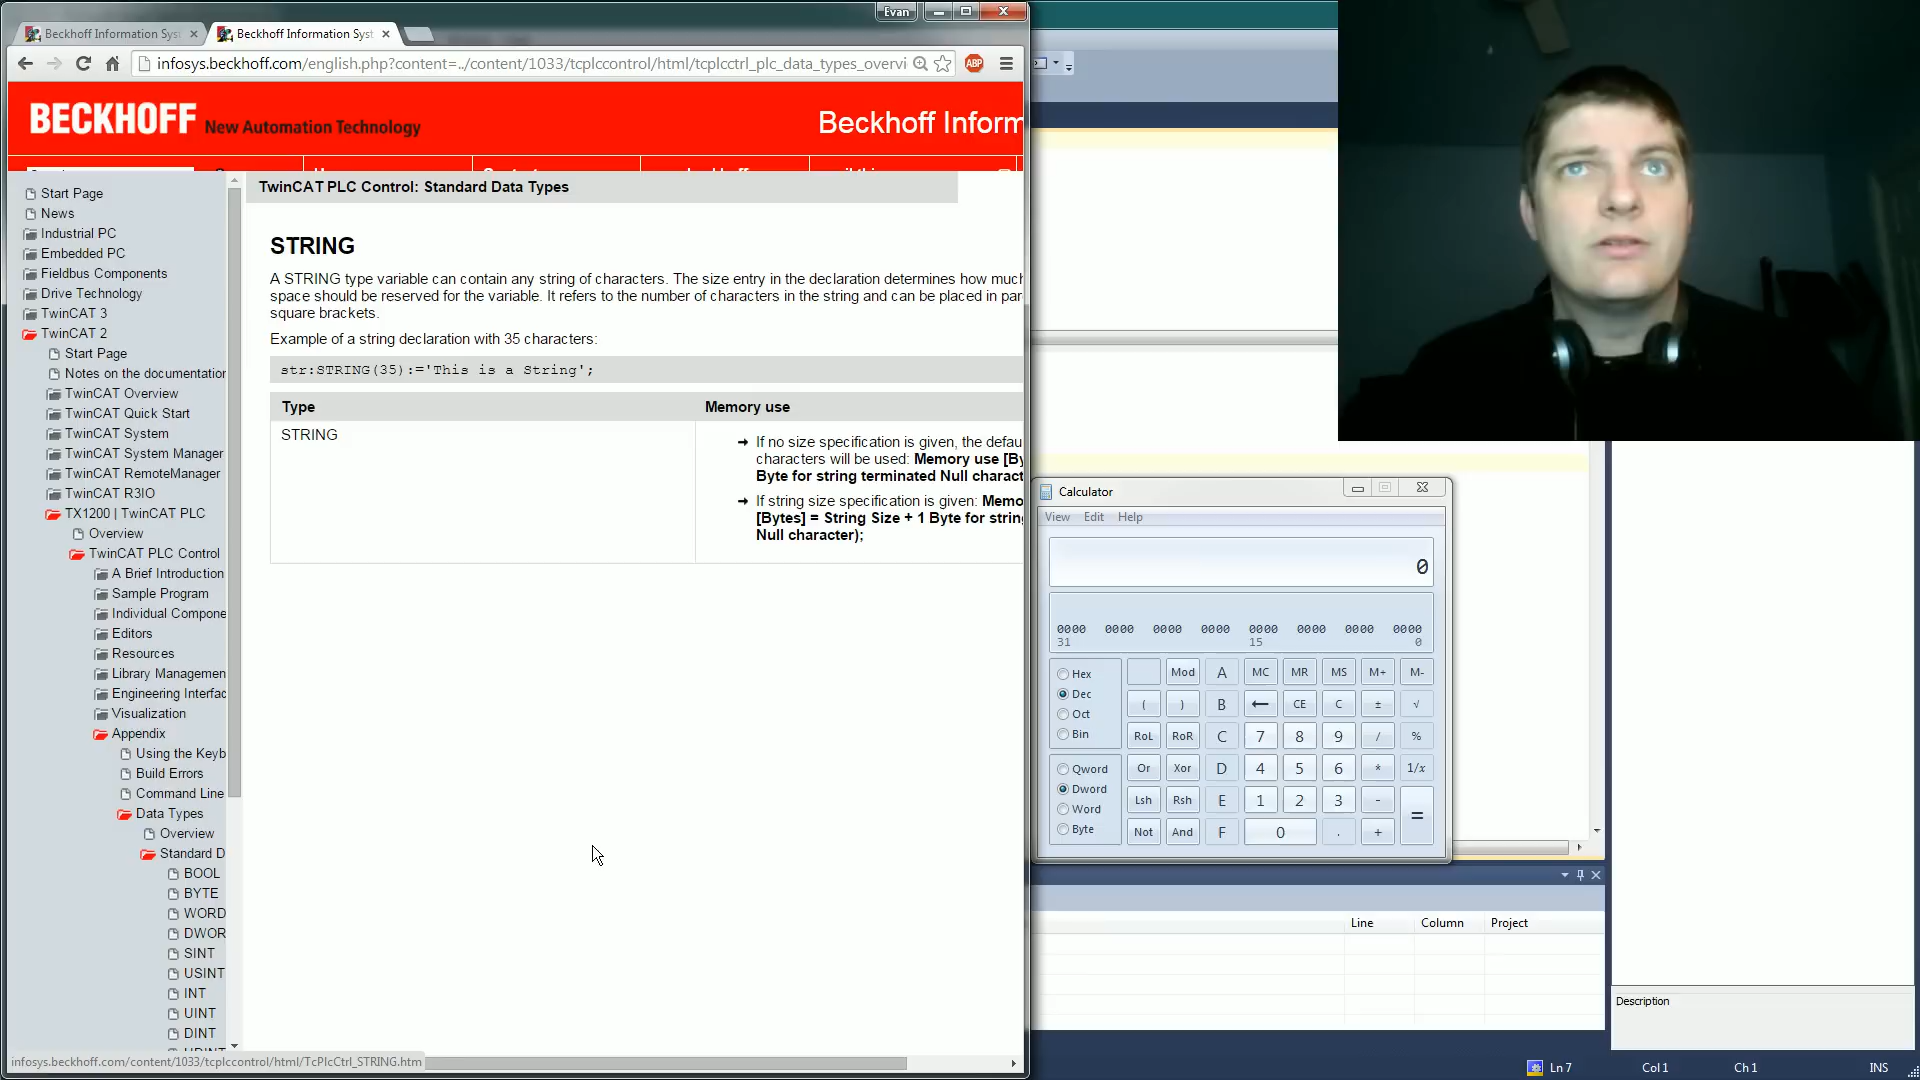 Evan
Beckhoff Information Sys
Beckhoff Information Syst
infosys.beckhoff.com/english.php?content=../content/1033/tcplccontrol/html/tcplcctrl_plc_data_types_overvi
ABP
BECKHOFF New Automation Technology
Beckhoff Inform
TwinCAT PLC Control: Standard Data Types
Start Page
News
Industrial PC
Embedded PC
Fieldbus Components
Drive Technology
TwinCAT 3
TwinCAT 2
Start Page
Notes on the documentation
TwinCAT Overview
TwinCAT Quick Start
TwinCAT System
TwinCAT System Manager
TwinCAT RemoteManager
TwinCAT R3IO
TX1200 | TwinCAT PLC
Overview
TwinCAT PLC Control
A Brief Introduction
Sample Program
Individual Compone
Editors
Resources
Library Managemen
Engineering Interfac
Visualization
Appendix
Using the Keyb
Build Errors
Command Line
Data Types
Overview
Standard D
BOOL
BYTE
WORD
DWOR
SINT
USINT
INT
UINT
DINT
STRING
A STRING type variable can contain any string of characters. The size entry in the declaration determines how much
space should be reserved for the variable. It refers to the number of characters in the string and can be placed in par
square brackets.
Example of a string declaration with 35 characters:
str:STRING(35):='This is a String';
Type Memory use
STRING
If no size specification is given, the defau
characters will be used: Memory use [By
Byte for string terminated Null charact
If string size specification is given: Memo
[Bytes] = String Size + 1 Byte for string
Null character);
infosys.beckhoff.com/content/1033/tcplccontrol/html/TcPlcCtrl_STRING.htm
Calculator
View Edit Help
0
0000 0000 0000 0000 0000 0000 0000 0000
31 15 0
Hex
Dec
Oct
Bin
Qword
Dword
Word
Byte
Mod A MC MR MS M+ M-
( ) B ← CE C ± √
RoL RoR C 7 8 9 / %
Or Xor D 4 5 6 * 1/x
Lsh Rsh E 1 2 3 - =
Not And F 0 . +
Line Column Project
Description
Ln 7 Col 1 Ch 1 INS